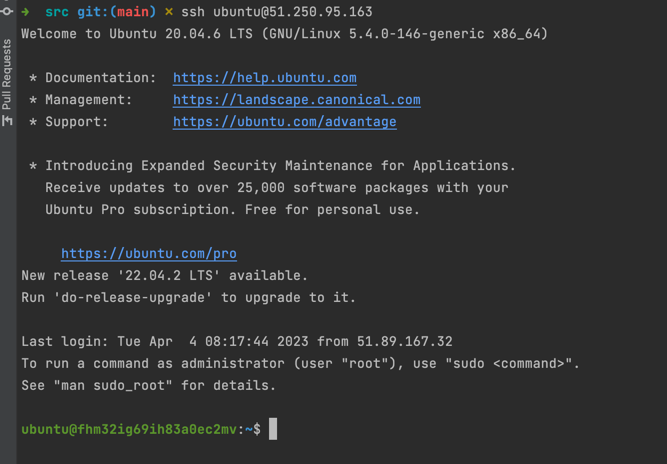 → src git:(main) × ssh ubuntu@51.250.95.163
Welcome to Ubuntu 20.04.6 LTS (GNU/Linux 5.4.0-146-generic x86_64)
* Documentation: https://help.ubuntu.com
* Management: https://landscape.canonical.com
* Support: https://ubuntu.com/advantage
* Introducing Expanded Security Maintenance for Applications.
Receive updates to over 25,000 software packages with your
Ubuntu Pro subscription. Free for personal use.
https://ubuntu.com/pro
New release '22.04.2 LTS' available.
Run 'do-release-upgrade' to upgrade to it.
Last login: Tue Apr  4 08:17:44 2023 from 51.89.167.32
To run a command as administrator (user "root"), use "sudo <command>".
See "man sudo_root" for details.
ubuntu@fhm32ig69ih83a0ec2mv:~$
Pull Requests